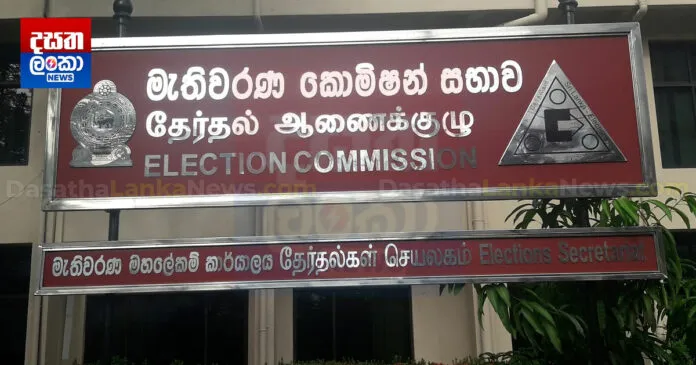 දසත
ලංකා
NEWS
මැතිවරණ කොමිෂන් සභාව
தேர்தல் ஆணைக்குழு
ELECTION COMMISSION
DasathaLankaNews.com DasathaLankaNews.com
මැතිවරණ මහලේකම් කාර්යාලය தேர்தல்கள் செயலகம் Elections Secretariat